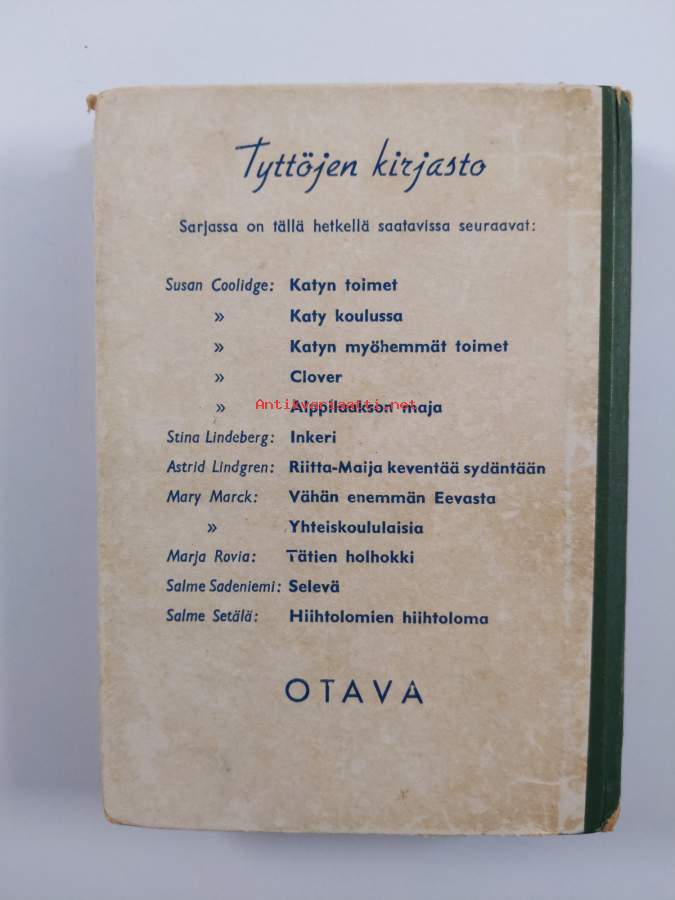 Tyttöjen kirjasto
Sarjassa on tällä hetkellä saatavissa seuraavat:
Susan Coolidge: Katyn toimet
» Katy koulussa
» Katyn myöhemmät toimet
» Clover
» Alppilaakson maja
Antikvariaatti.net
Stina Lindeberg: Inkeri
Astrid Lindgren: Riitta-Maija keventää sydäntään
Mary Marck: Vähän enemmän Eevasta
» Yhteiskoululaisia
Marja Rovia: Tätien holhokki
Salme Sadeniemi: Selevä
Salme Setälä: Hiihtolomien hiihtoloma
OTAVA